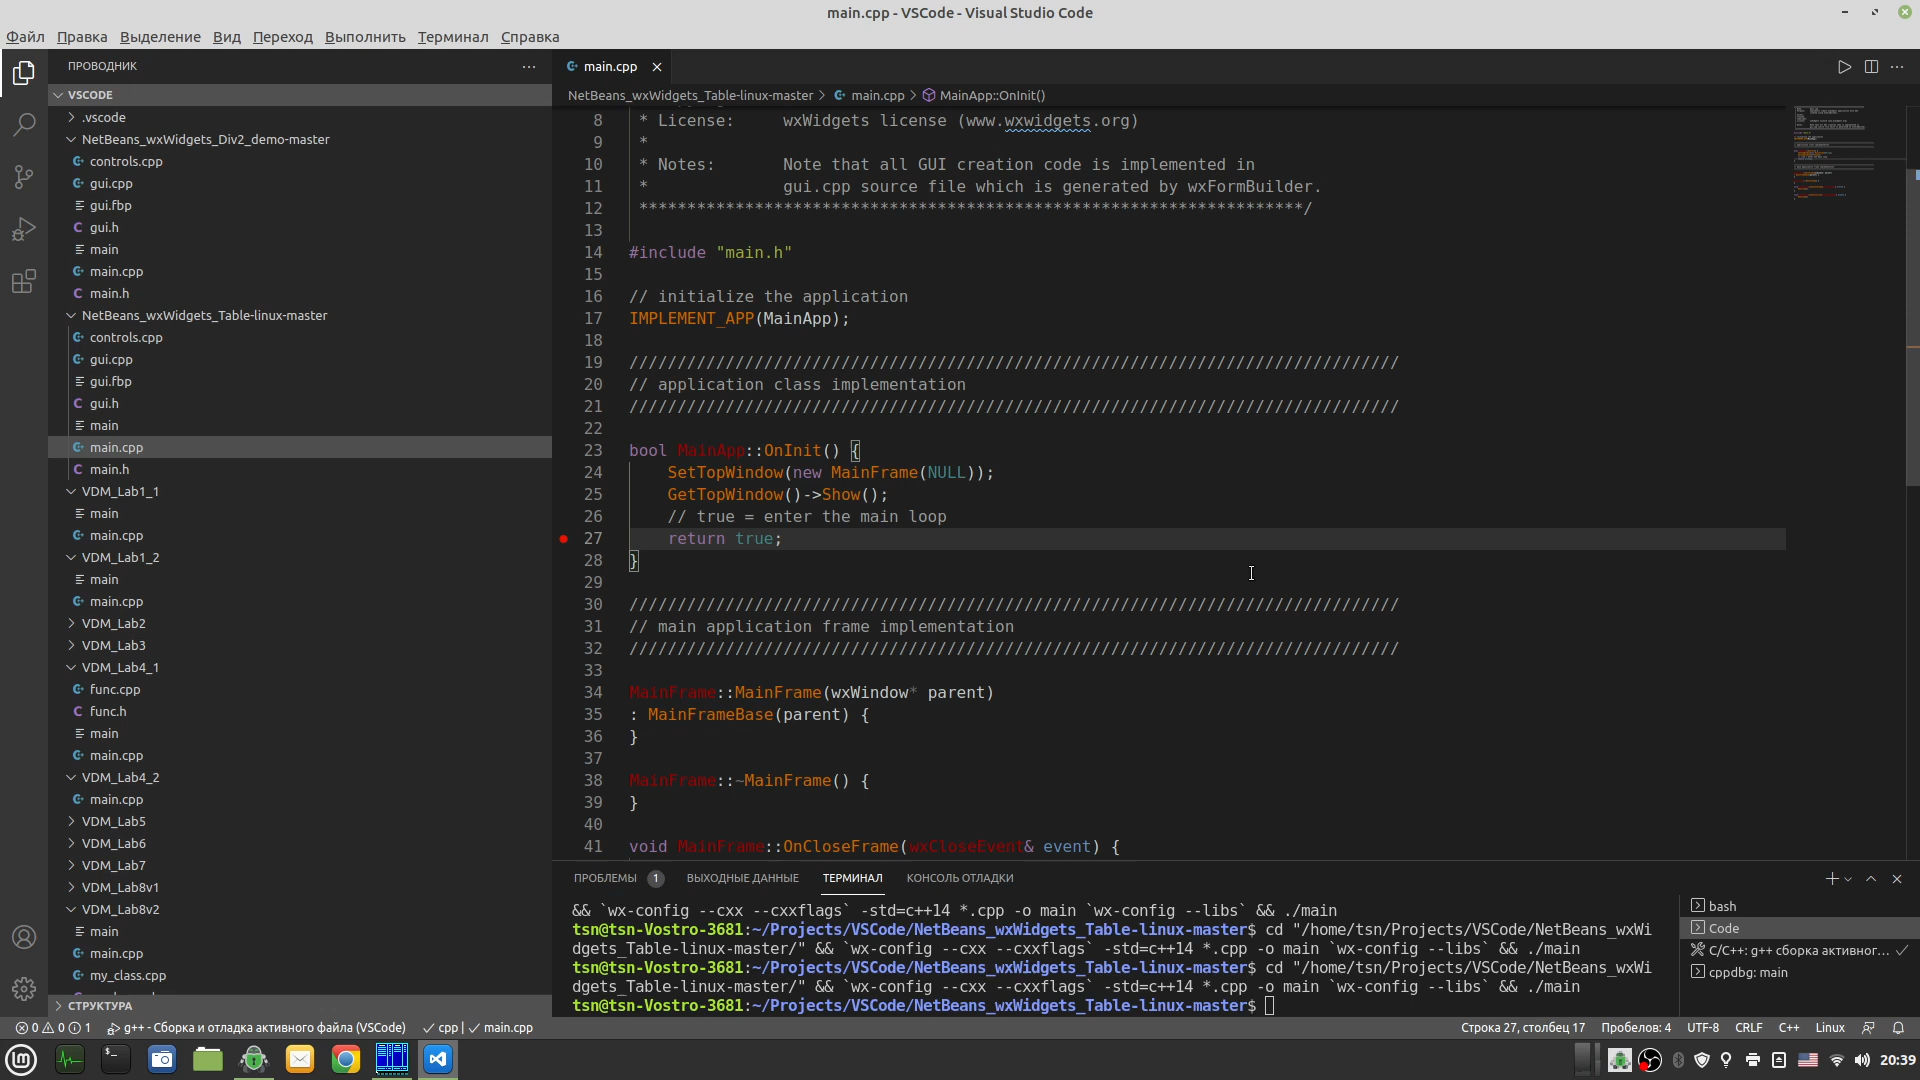 main.cpp - VSCode - Visual Studio Code
Файл Правка Выделение Вид Переход Выполнить Терминал Справка
ПРОВОДНИК
VSCODE
.vscode
NetBeans_wxWidgets_Div2_demo-master
controls.cpp
gui.cpp
gui.fbp
gui.h
main
main.cpp
main.h
NetBeans_wxWidgets_Table-linux-master
controls.cpp
gui.cpp
gui.fbp
gui.h
main
main.cpp
main.h
VDM_Lab1_1
main
main.cpp
VDM_Lab1_2
main
main.cpp
VDM_Lab2
VDM_Lab3
VDM_Lab4_1
func.cpp
func.h
main
main.cpp
VDM_Lab4_2
main.cpp
VDM_Lab5
VDM_Lab6
VDM_Lab7
VDM_Lab8v1
VDM_Lab8v2
main
main.cpp
my_class.cpp
СТРУКТУРА
main.cpp
NetBeans_wxWidgets_Table-linux-master > main.cpp > MainApp::OnInit()
8 * License: wxWidgets license (www.wxwidgets.org)
9 *
10 * Notes: Note that all GUI creation code is implemented in
11 * gui.cpp source file which is generated by wxFormBuilder.
12 *********************************************************************/
13
14 #include "main.h"
15
16 // initialize the application
17 IMPLEMENT_APP(MainApp);
18
19 ////////////////////////////////////////////////////////////////////////////////
20 // application class implementation
21 ////////////////////////////////////////////////////////////////////////////////
22
23 bool MainApp::OnInit() {
24 SetTopWindow(new MainFrame(NULL));
25 GetTopWindow()->Show();
26 // true = enter the main loop
27 return true;
28 }
29
30 ////////////////////////////////////////////////////////////////////////////////
31 // main application frame implementation
32 ////////////////////////////////////////////////////////////////////////////////
33
34 MainFrame::MainFrame(wxWindow* parent)
35 : MainFrameBase(parent) {
36 }
37
38 MainFrame::~MainFrame() {
39 }
40
41 void MainFrame::OnCloseFrame(wxCloseEvent& event) {
ПРОБЛЕМЫ 1 ВЫХОДНЫЕ ДАННЫЕ ТЕРМИНАЛ КОНСОЛЬ ОТЛАДКИ
&& `wx-config --cxx --cxxflags` -std=c++14 *.cpp -o main `wx-config --libs` && ./main
tsn@tsn-Vostro-3681:~/Projects/VSCode/NetBeans_wxWidgets_Table-linux-master$ cd "/home/tsn/Projects/VSCode/NetBeans_wxWi
dgets_Table-linux-master/" && `wx-config --cxx --cxxflags` -std=c++14 *.cpp -o main `wx-config --libs` && ./main
tsn@tsn-Vostro-3681:~/Projects/VSCode/NetBeans_wxWidgets_Table-linux-master$ cd "/home/tsn/Projects/VSCode/NetBeans_wxWi
dgets_Table-linux-master/" && `wx-config --cxx --cxxflags` -std=c++14 *.cpp -o main `wx-config --libs` && ./main
tsn@tsn-Vostro-3681:~/Projects/VSCode/NetBeans_wxWidgets_Table-linux-master$
bash
Code
C/C++: g++ сборка активног...
cppdbg: main
0 0 1 g++ - Сборка и отладка активного файла (VSCode) cpp | main.cpp
Строка 27, столбец 17 Пробелов: 4 UTF-8 CRLF C++ Linux
20:39